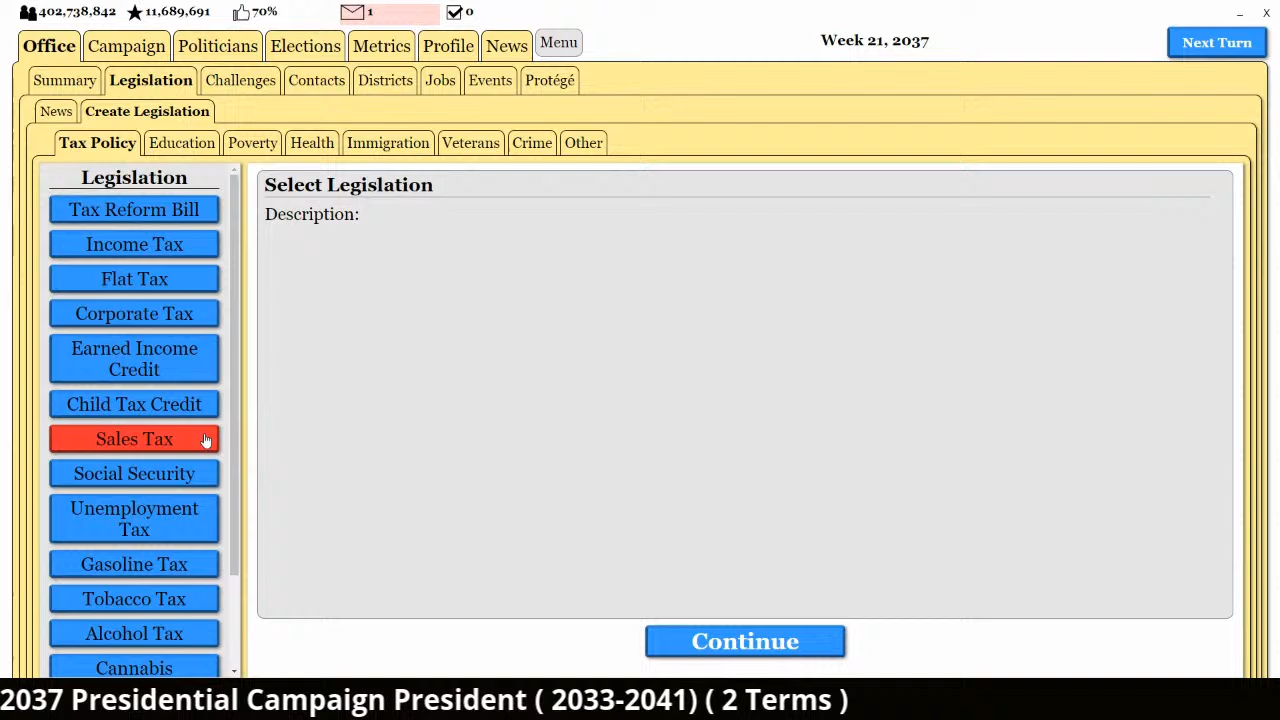 402,738,842 11,689,691 70% 1 0 _ X
Office Campaign Politicians Elections Metrics Profile News Menu Week 21, 2037 Next Turn
Summary Legislation Challenges Contacts Districts Jobs Events Protégé
News Create Legislation
Tax Policy Education Poverty Health Immigration Veterans Crime Other
Legislation
Tax Reform Bill
Income Tax
Flat Tax
Corporate Tax
Earned Income
Credit
Child Tax Credit
Sales Tax
Social Security
Unemployment
Tax
Gasoline Tax
Tobacco Tax
Alcohol Tax
Cannabis
Select Legislation
Description:
Continue
2037 Presidential Campaign President ( 2033-2041) ( 2 Terms )